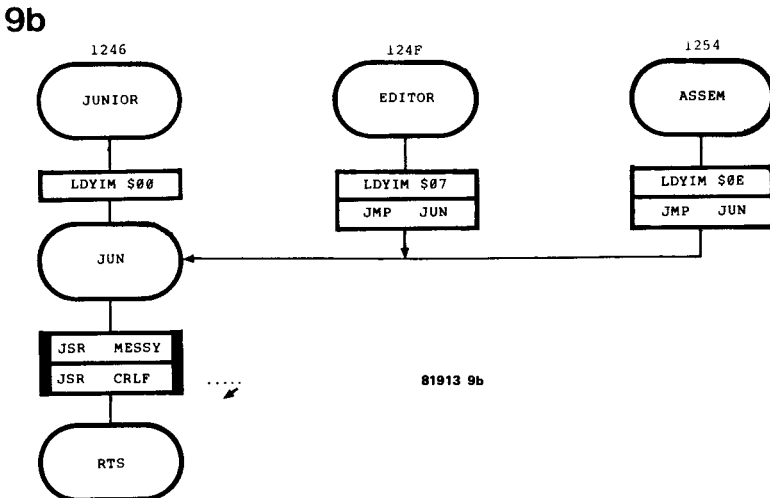 9b
1246
JUNIOR
LDYIM $00
JUN
JSR MESSY
JSR CRLF
RTS
124F
EDITOR
LDYIM $07
JMP JUN
1254
ASSEM
LDYIM $0E
JMP JUN
.....
81913 9b